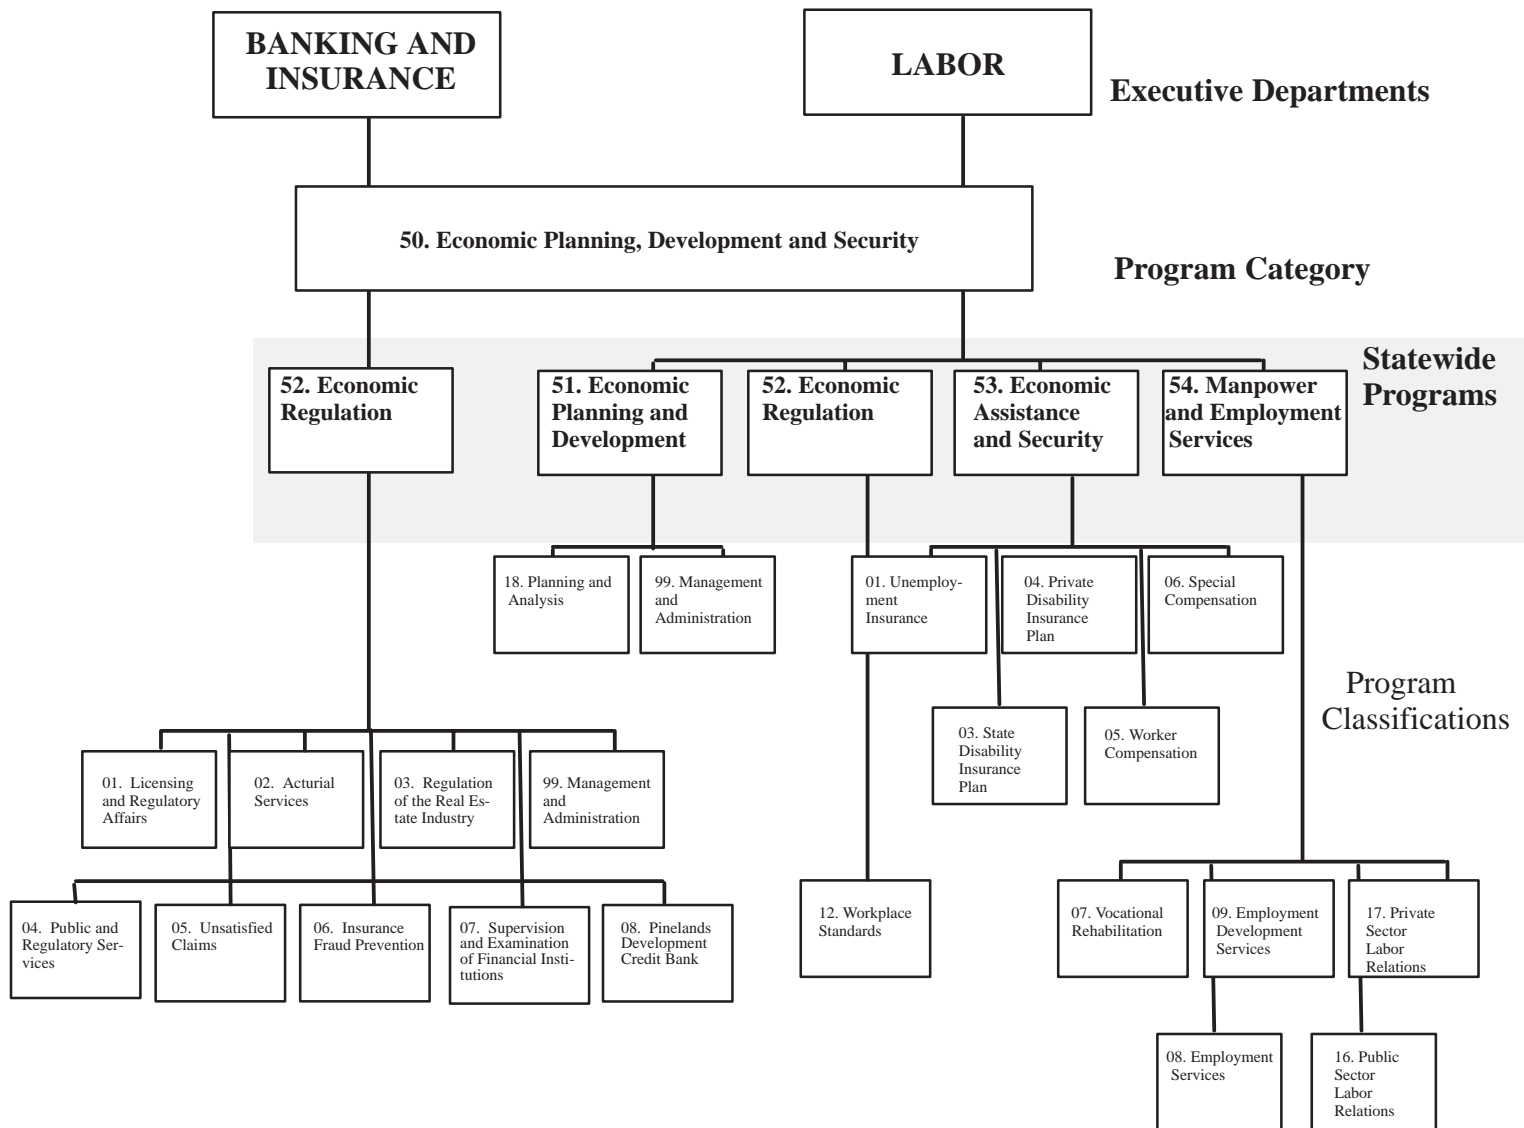 BANKING AND
INSURANCE
LABOR
Executive Departments
50. Economic Planning, Development and Security
Program Category
Statewide
Programs
52. Economic
Regulation
51. Economic
Planning and
Development
52. Economic
Regulation
53. Economic
Assistance
and Security
54. Manpower
and Employment
Services
18. Planning and
Analysis
99. Management
and
Administration
01. Unemploy-
ment
Insurance
04. Private
Disability
Insurance
Plan
06. Special
Compensation
Program
Classifications
03. State
Disability
Insurance
Plan
05. Worker
Compensation
01. Licensing
and Regulatory
Affairs
02. Acturial
Services
03. Regulation
of the Real Es-
tate Industry
99. Management
and
Administration
04. Public and
Regulatory Ser-
vices
05. Unsatisfied
Claims
06. Insurance
Fraud Prevention
07. Supervision
and Examination
of Financial Insti-
tutions
08. Pinelands
Development
Credit Bank
12. Workplace
Standards
07. Vocational
Rehabilitation
09. Employment
Development
Services
17. Private
Sector
Labor
Relations
08. Employment
Services
16. Public
Sector
Labor
Relations